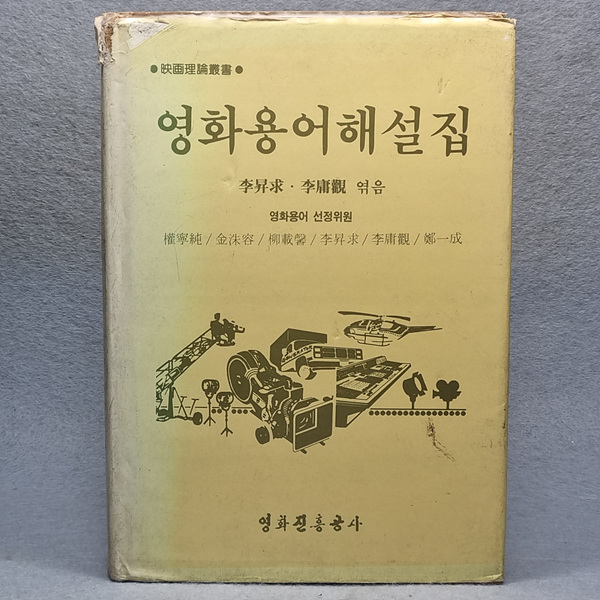 ●映画理論叢書●
영화용어해설집
李昇求·李庸觀 엮음
영화용어 선정위원
權寧純/金洙容/柳載馨/李昇求/李庸觀/鄭一成
영화진흥공사